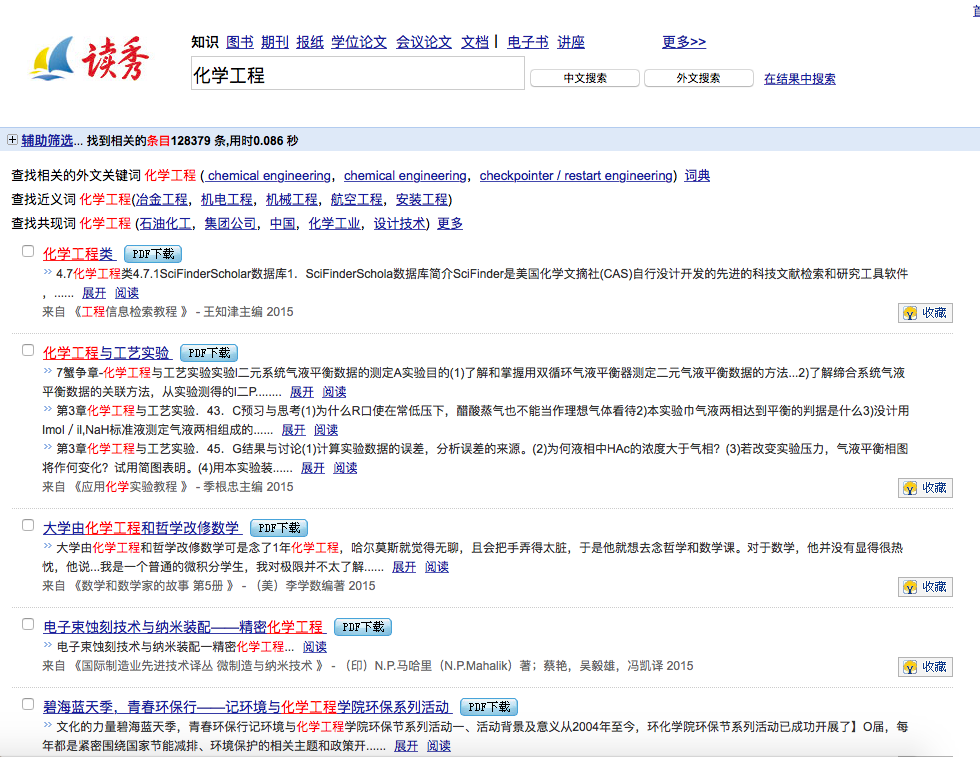 首
读秀
知识 图书 期刊 报纸 学位论文 会议论文 文档 | 电子书 讲座 更多>>
化学工程 中文搜索 外文搜索 在结果中搜索
辅助筛选... 找到相关的条目128379 条,用时0.086 秒
查找相关的外文关键词 化学工程 ( chemical engineering, chemical engineering, checkpointer / restart engineering) 词典
查找近义词 化学工程(冶金工程, 机电工程, 机械工程, 航空工程, 安装工程)
查找共现词 化学工程 (石油化工, 集团公司, 中国, 化学工业, 设计技术) 更多
化学工程类 PDF下载
4.7化学工程类4.7.1SciFinderScholar数据库1．SciFinderSchola数据库简介SciFinder是美国化学文摘社(CAS)自行没计开发的先进的科技文献检索和研究工具软件
，...... 展开 阅读
来自 《工程信息检索教程 》 - 王知津主编 2015
收藏
化学工程与工艺实验 PDF下载
7蟹争章-化学工程与工艺实验实验l二元系统气液平衡数据的测定A实验目的(1)了解和掌握用双循环气液平衡器测定二元气液平衡数据的方法...2)了解缔合系统气液
平衡数据的关联方法，从实验测得的l二P........ 展开 阅读
第3章化学工程与工艺实验．43．C预习与思考(1)为什么R口使在常低压下，醋酸蒸气也不能当作理想气体看待2)本实验巾气液两相达到平衡的判据是什么3)没计用
Imol／il,NaH标准液测定气液两相组成的...... 展开 阅读
第3章化学工程与工艺实验．45．G结果与讨论(1)计算实验数据的误差，分析误差的来源。(2)为何液相中HAc的浓度大于气相？(3)若改变实验压力，气液平衡相图
将作何变化？试用简图表明。(4)用本实验装...... 展开 阅读
来自 《应用化学实验教程 》 - 季根忠主编 2015
收藏
大学由化学工程和哲学改修数学 PDF下载
大学由化学工程和哲学改修数学可是念了1年化学工程，哈尔莫斯就觉得无聊，且会把手弄得太脏，于是他就想去念哲学和数学课。对于数学，他并没有显得很热
忱，他说...我是一个普通的微积分学生，我对极限并不太了解...... 展开 阅读
来自 《数学和数学家的故事 第5册 》 - （美）李学数编著 2015
收藏
电子束蚀刻技术与纳米装配——精密化学工程 PDF下载
电子束蚀刻技术与纳米装配一精密化学工程... 阅读
来自 《国际制造业先进技术译丛 微制造与纳米技术 》 - （印）N.P.马哈里（N.P.Mahalik）著；蔡艳，吴毅雄，冯凯译 2015
收藏
碧海蓝天季，青春环保行——记环境与化学工程学院环保系列活动 PDF下载
文化的力量碧海蓝天季，青春环保行记环境与化学工程学院环保节系列活动一、活动背景及意义从2004年至今，环化学院环保节系列活动已成功开展了】O届，每
年都是紧密围绕国家节能减排、环境保护的相关主题和政策开...... 展开 阅读